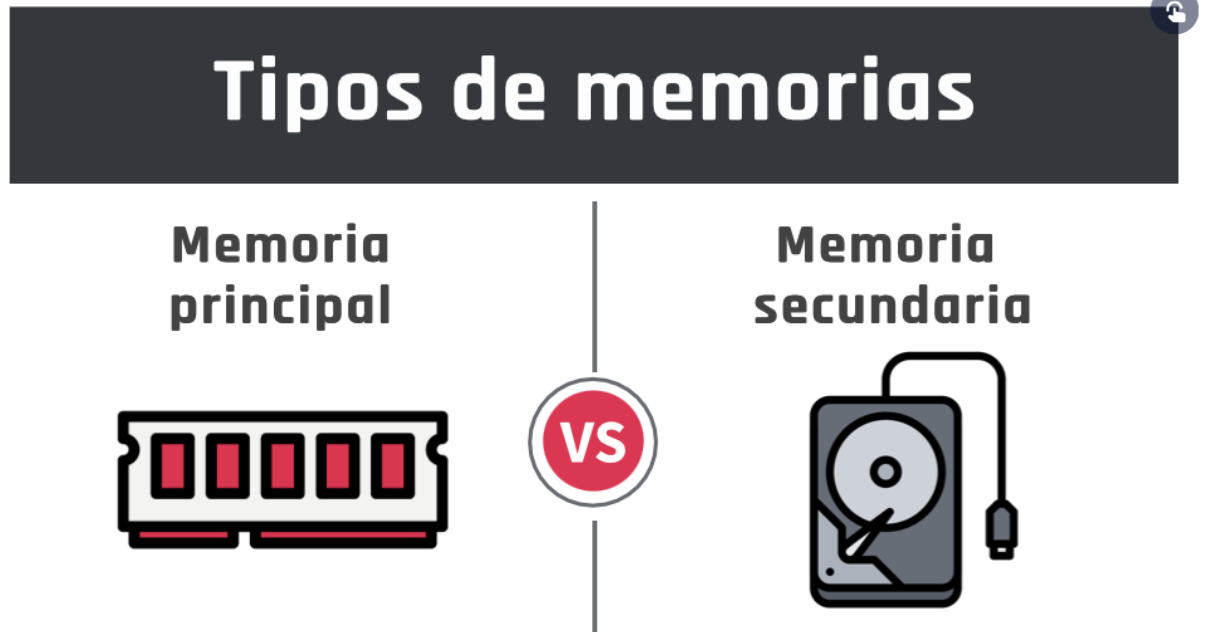 Tipos de memorias
Memoria
principal
VS
Memoria
secundaria